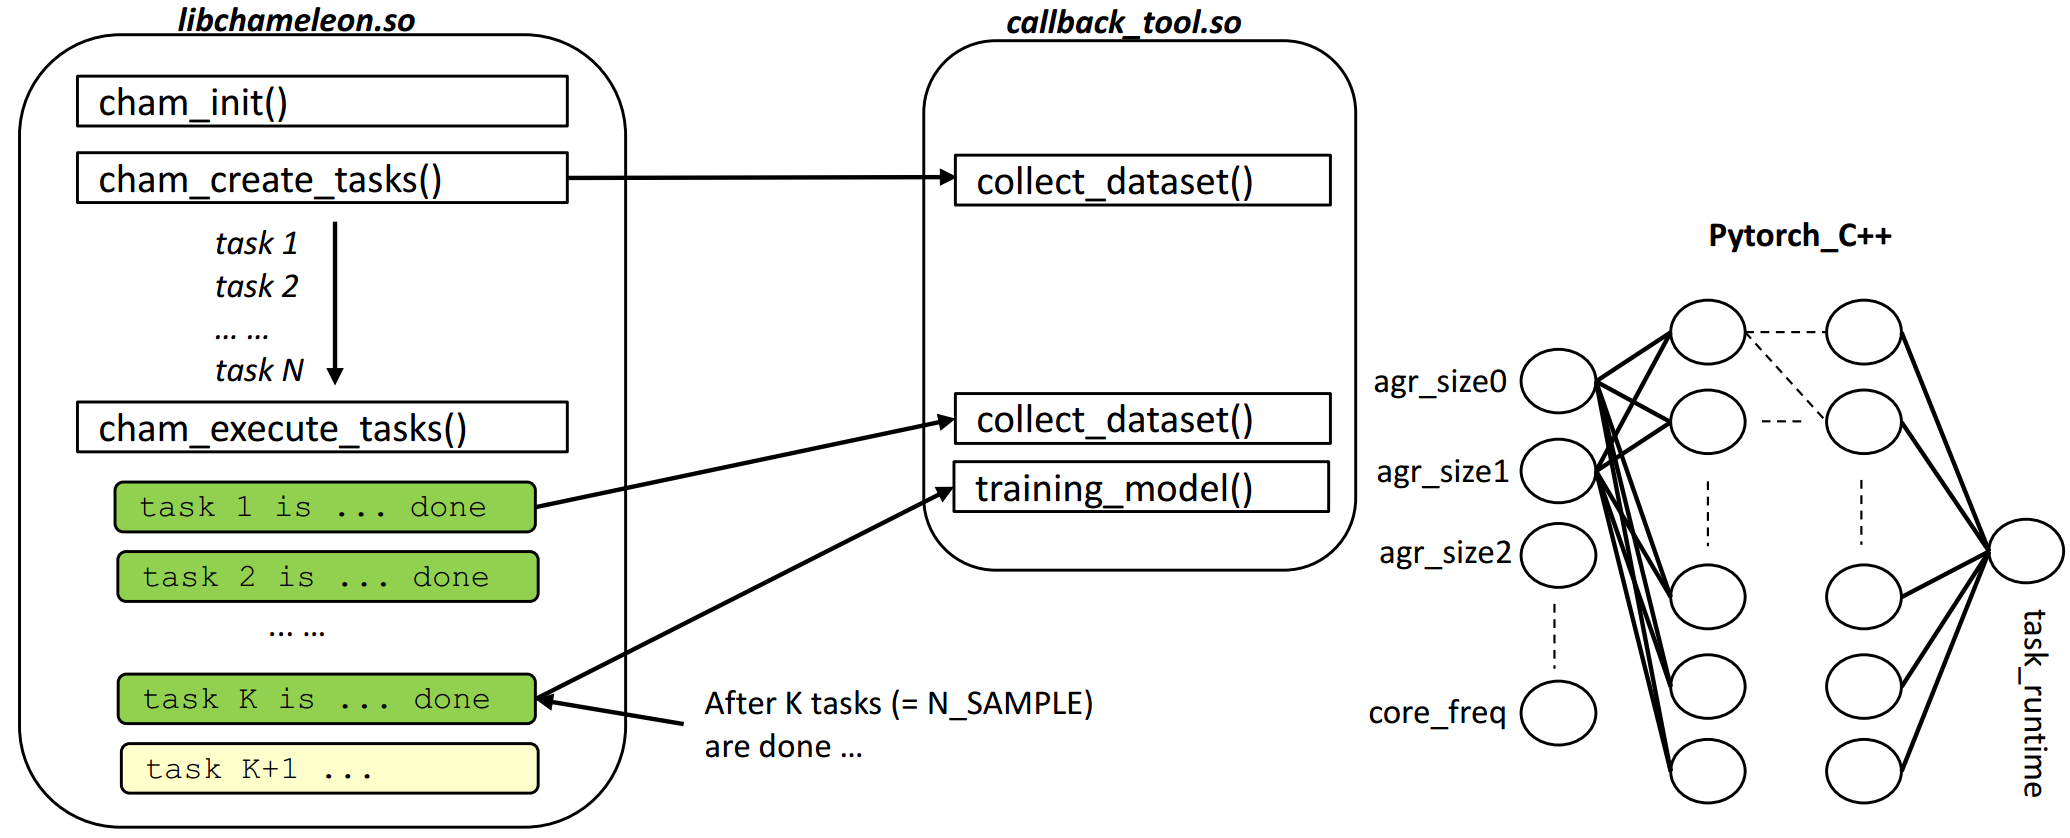 libchameleon.so
cham_init()
cham_create_tasks()
task 1
task 2
... ...
task N
cham_execute_tasks()
task 1 is ... done
task 2 is ... done
... ...
task K is ... done
task K+1 ...
callback_tool.so
collect_dataset()
collect_dataset()
training_model()
After K tasks (= N_SAMPLE)
are done ...
Pytorch_C++
agr_size0
agr_size1
agr_size2
core_freq
task_runtime